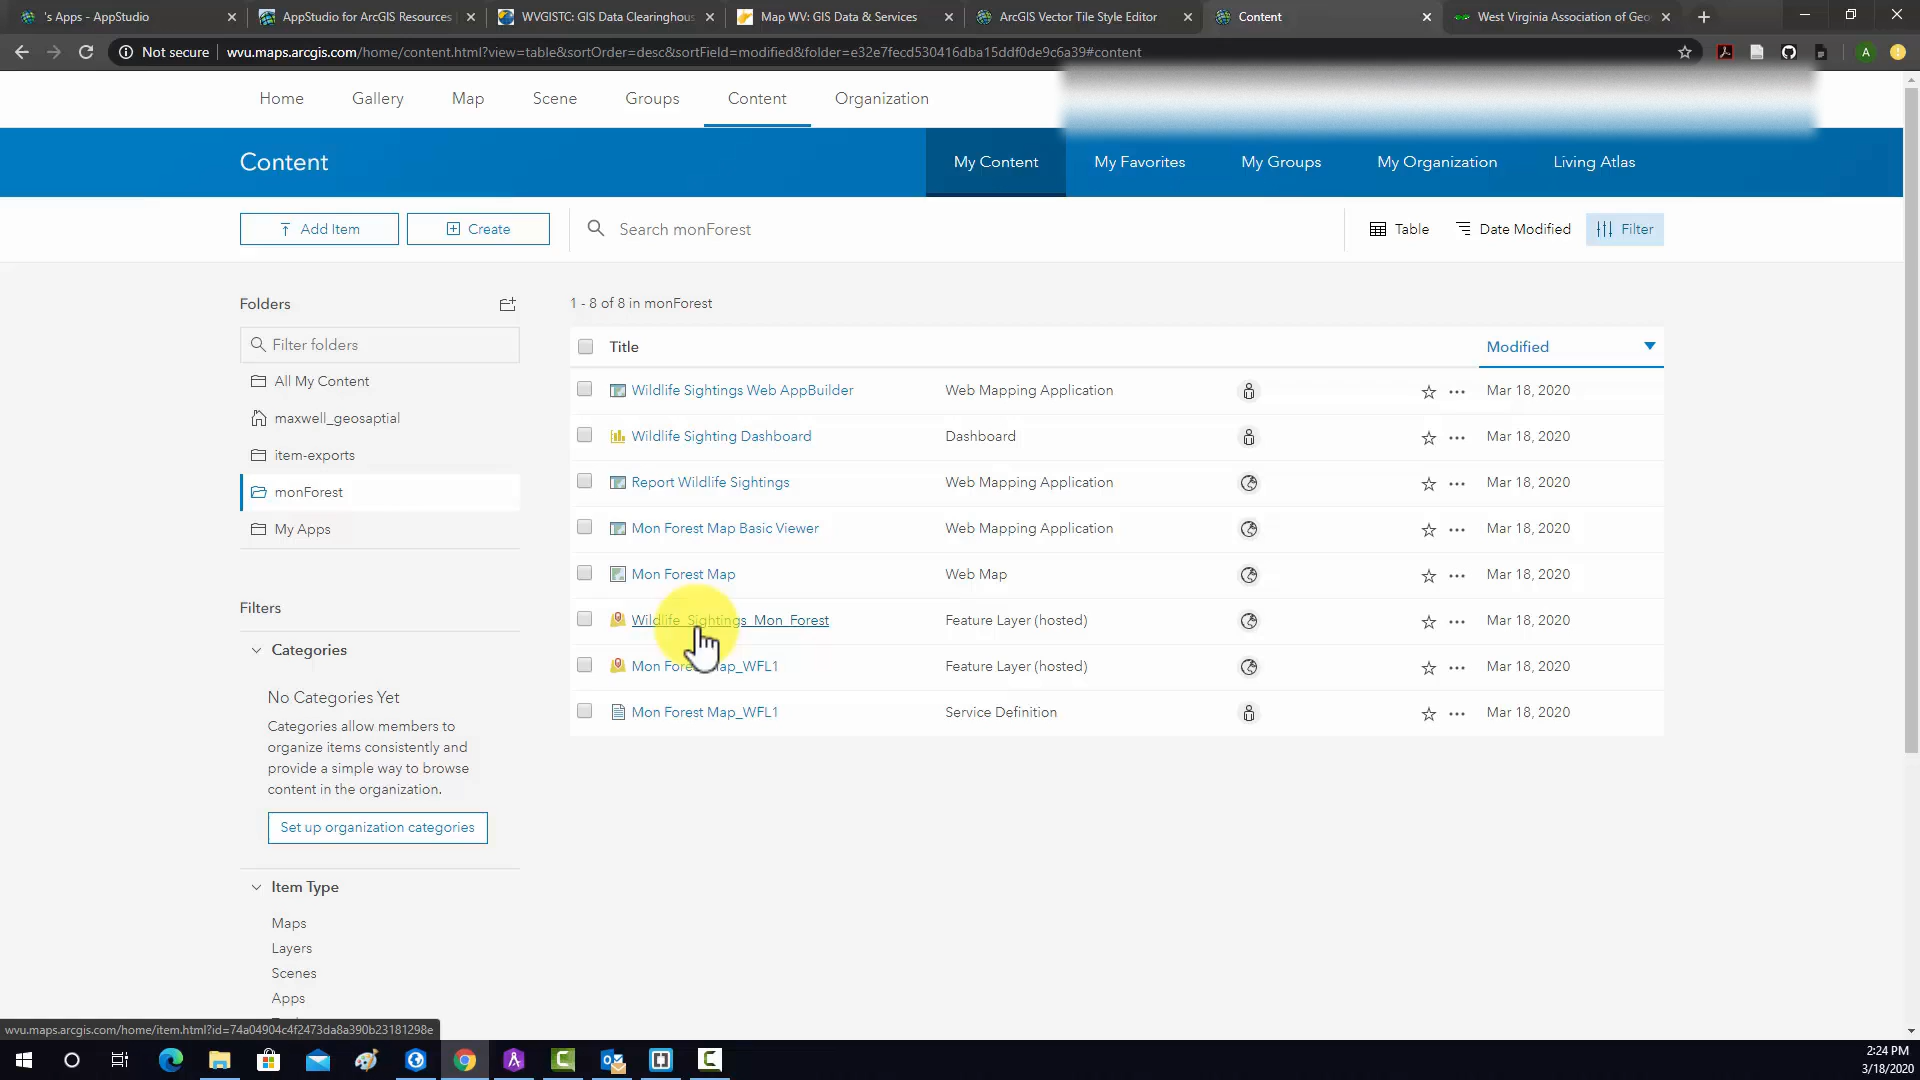 's Apps - AppStudio
AppStudio for ArcGIS Resources
WVGISTC: GIS Data Clearinghou
Map WV: GIS Data & Services
ArcGIS Vector Tile Style Editor
Content
West Virginia Association of Geo
Not secure | wvu.maps.arcgis.com/home/content.html?view=table&sortOrder=desc&sortField=modified&folder=e32e7fecd530416dba15ddf0de9c6a39#content
A
Home Gallery Map Scene Groups Content Organization
Content
My Content My Favorites My Groups My Organization Living Atlas
Add Item Create Search monForest Table Date Modified Filter
Folders
Filter folders
All My Content
maxwell_geosaptial
item-exports
monForest
My Apps
Filters
Categories
No Categories Yet
Categories allow members to
organize items consistently and
provide a simple way to browse
content in the organization.
Set up organization categories
Item Type
Maps
Layers
Scenes
Apps
1 - 8 of 8 in monForest
Title Modified
Wildlife Sightings Web AppBuilder Web Mapping Application Mar 18, 2020
Wildlife Sighting Dashboard Dashboard Mar 18, 2020
Report Wildlife Sightings Web Mapping Application Mar 18, 2020
Mon Forest Map Basic Viewer Web Mapping Application Mar 18, 2020
Mon Forest Map Web Map Mar 18, 2020
Wildlife_Sightings_Mon_Forest Feature Layer (hosted) Mar 18, 2020
Mon Forest Map_WFL1 Feature Layer (hosted) Mar 18, 2020
Mon Forest Map_WFL1 Service Definition Mar 18, 2020
wvu.maps.arcgis.com/home/item.html?id=74a04904c4f2473da8a390b23181298e
2:24 PM
3/18/2020